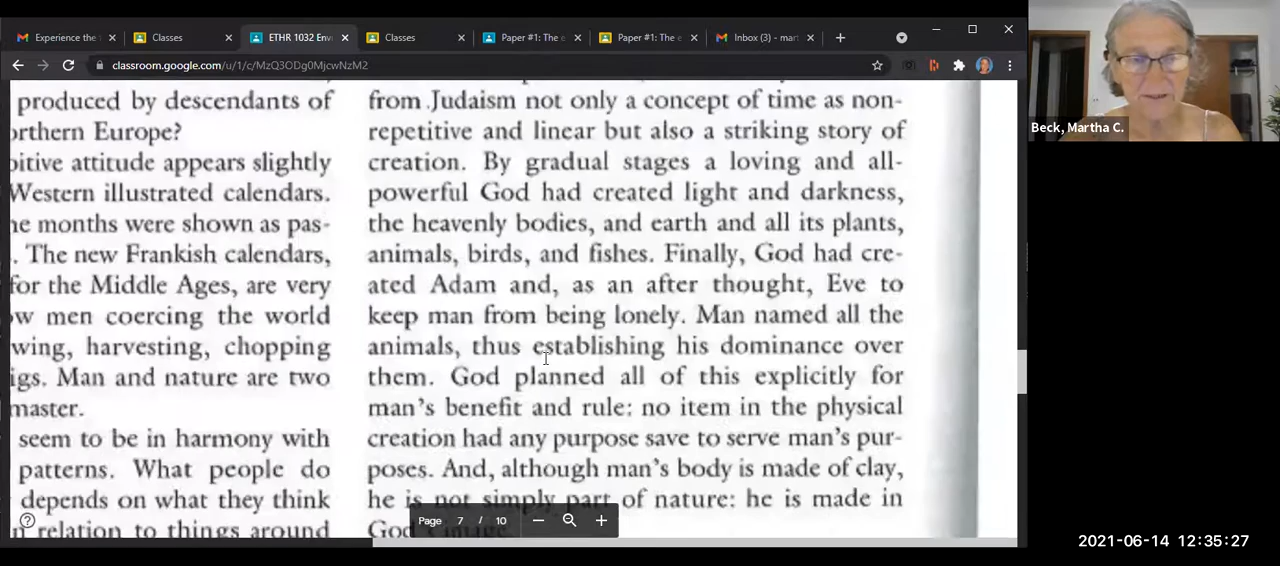 Experience the
Classes
ETHR 1032 Env
Classes
Paper #1: The e
Paper #1: The e
Inbox (3) - mart
classroom.google.com/u/1/c/MzQ3ODg0MjcwNzM2
Beck, Martha C.
produced by descendants of
orthern Europe?
itive attitude appears slightly
Western illustrated calendars.
e months were shown as pas-
. The new Frankish calendars,
for the Middle Ages, are very
w men coercing the world
wing, harvesting, chopping
igs. Man and nature are two
master.
seem to be in harmony with
patterns. What people do
depends on what they think
n relation to things around
from Judaism not only a concept of time as non-
repetitive and linear but also a striking story of
creation. By gradual stages a loving and all-
powerful God had created light and darkness,
the heavenly bodies, and earth and all its plants,
animals, birds, and fishes. Finally, God had cre-
ated Adam and, as an after thought, Eve to
keep man from being lonely. Man named all the
animals, thus establishing his dominance over
them. God planned all of this explicitly for
man's benefit and rule: no item in the physical
creation had any purpose save to serve man's pur-
poses. And, although man's body is made of clay,
he is not simply part of nature: he is made in
God
Page 7 / 10
2021-06-14 12:35:27